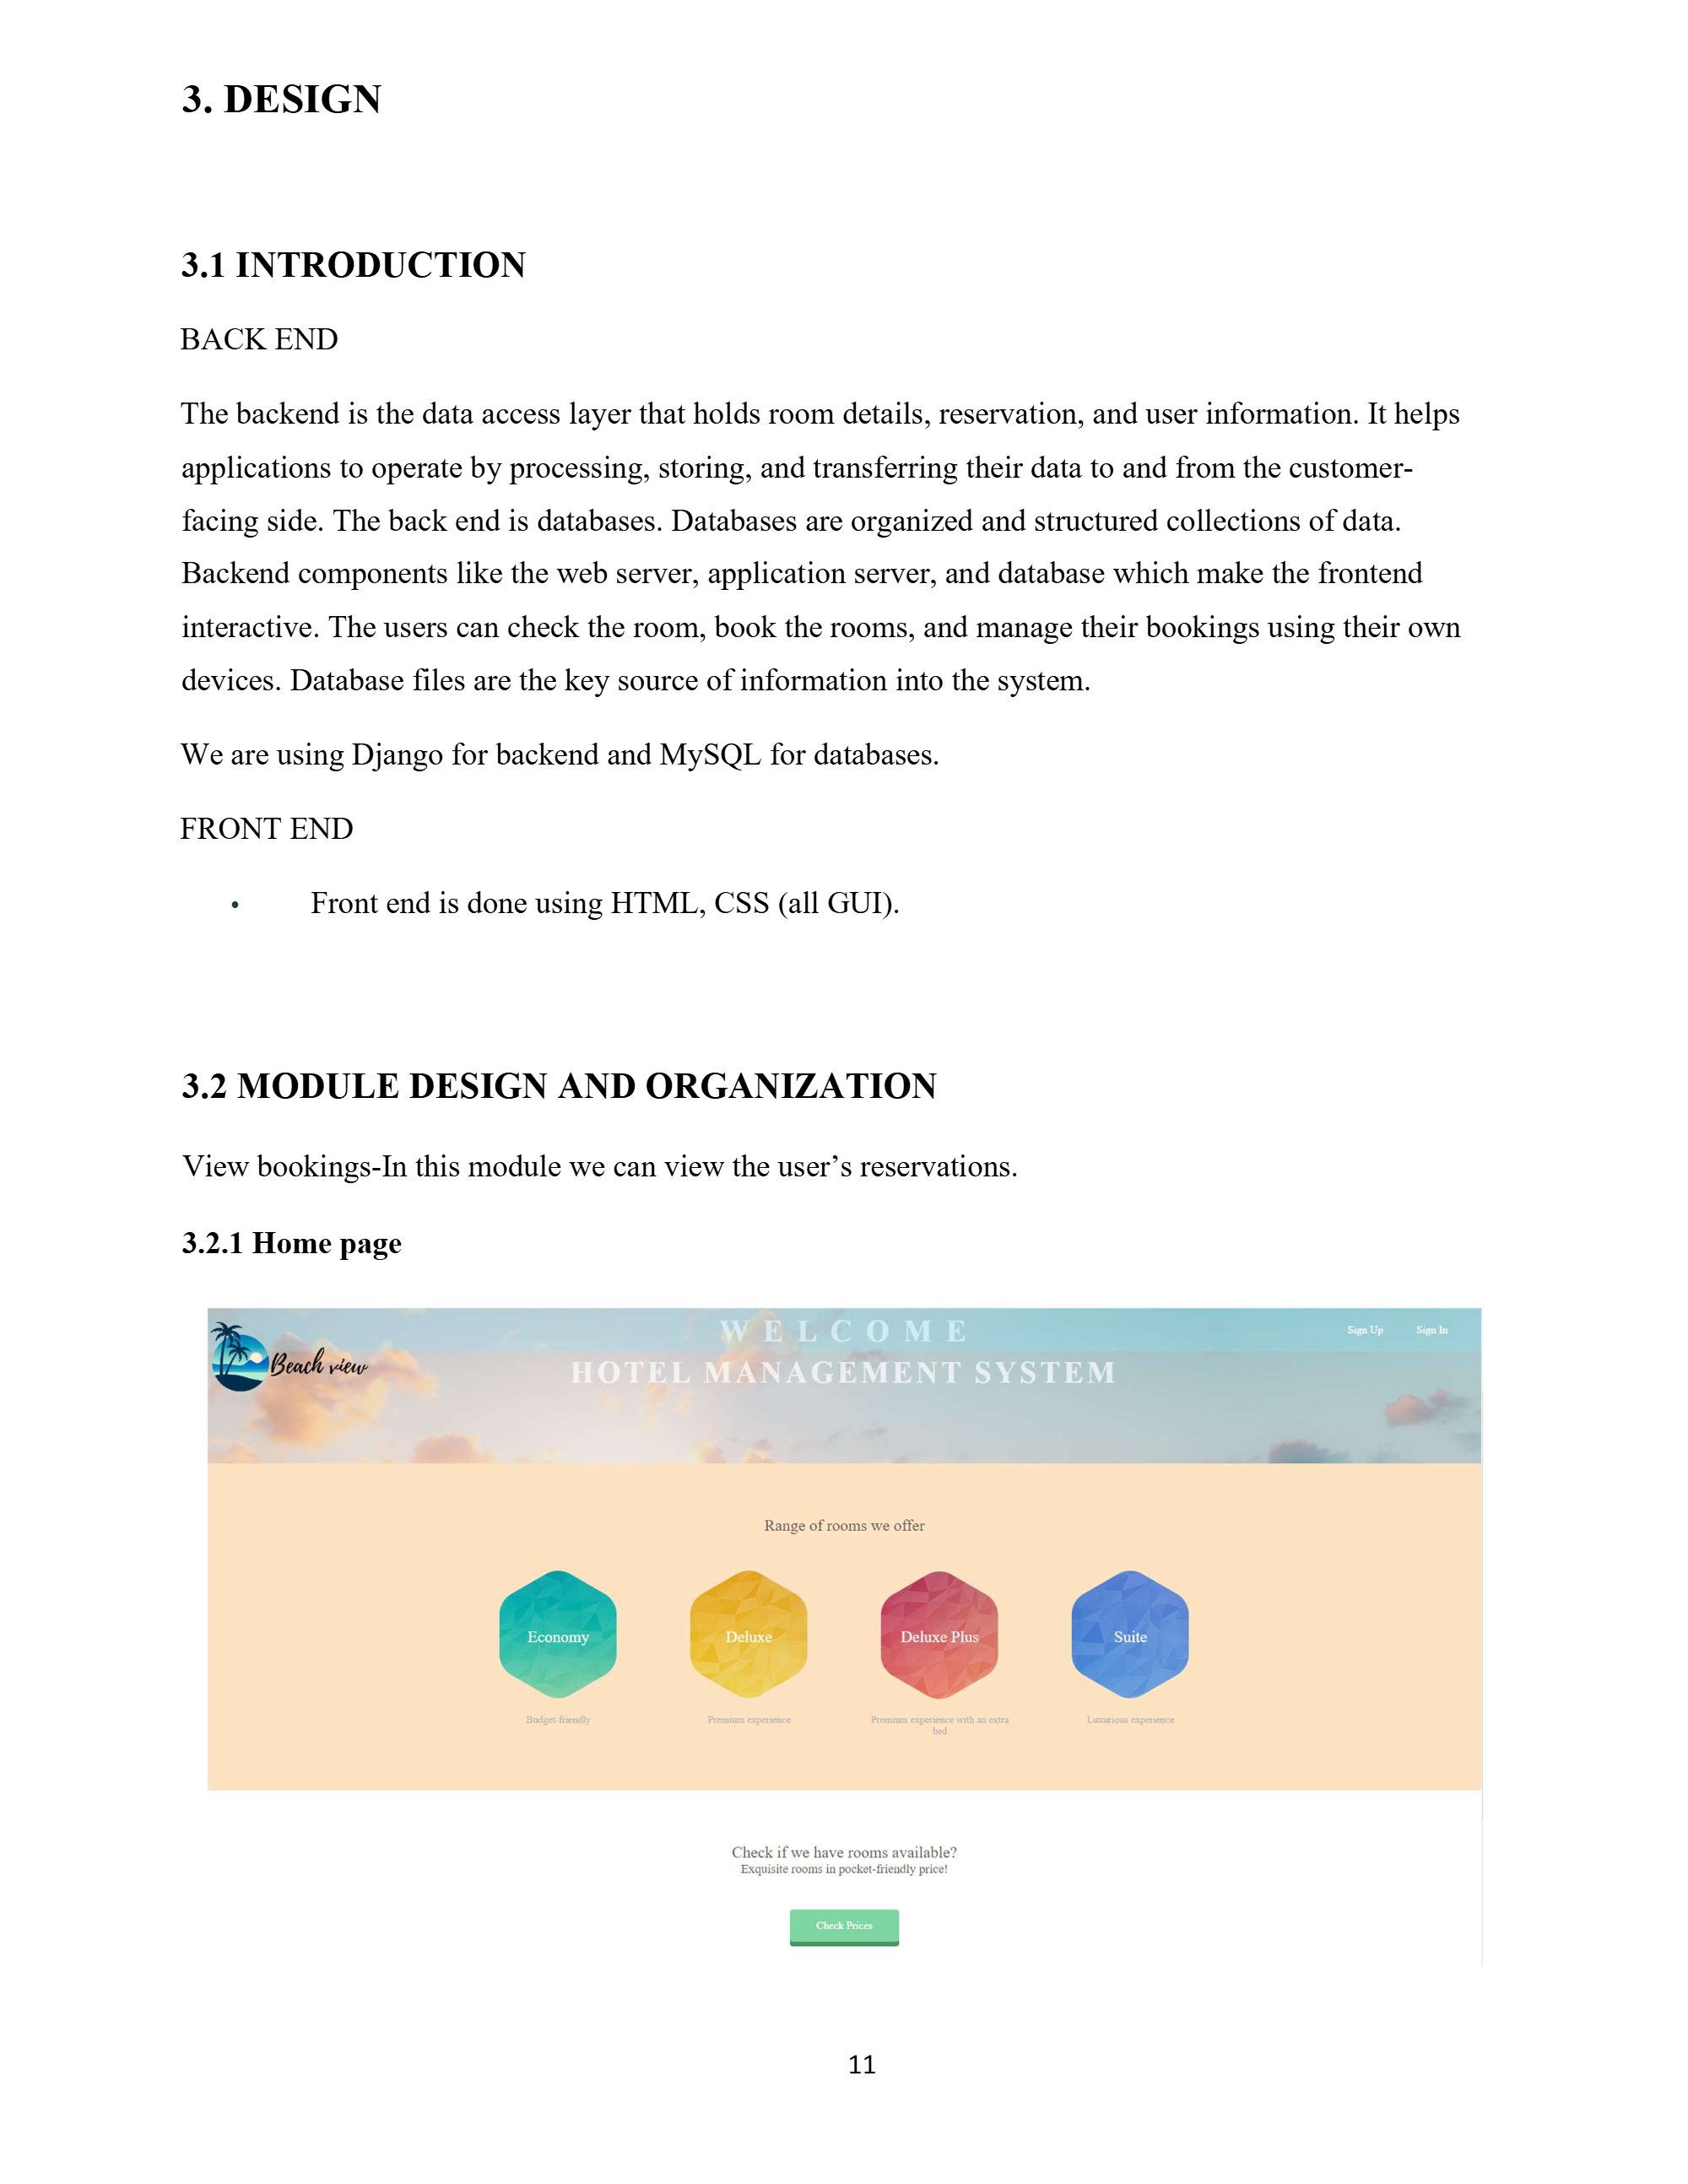 3. DESIGN
3.1 INTRODUCTION
BACK END
The backend is the data access layer that holds room details, reservation, and user information. It helps
applications to operate by processing, storing, and transferring their data to and from the customer-
facing side. The back end is databases. Databases are organized and structured collections of data.
Backend components like the web server, application server, and database which make the frontend
interactive. The users can check the room, book the rooms, and manage their bookings using their own
devices. Database files are the key source of information into the system.
We are using Django for backend and MySQL for databases.
FRONT END
• Front end is done using HTML, CSS (all GUI).
3.2 MODULE DESIGN AND ORGANIZATION
View bookings-In this module we can view the user’s reservations.
3.2.1 Home page
WELCOME
Sign Up Sign In
Beach view
HOTEL MANAGEMENT SYSTEM
Range of rooms we offer
Economy Deluxe Deluxe Plus Suite
Budget-friendly Premium experience Premium experience with an extra Luxurious experience
bed
Check if we have rooms available?
Exquisite rooms in pocket-friendly price!
Check Prices
11